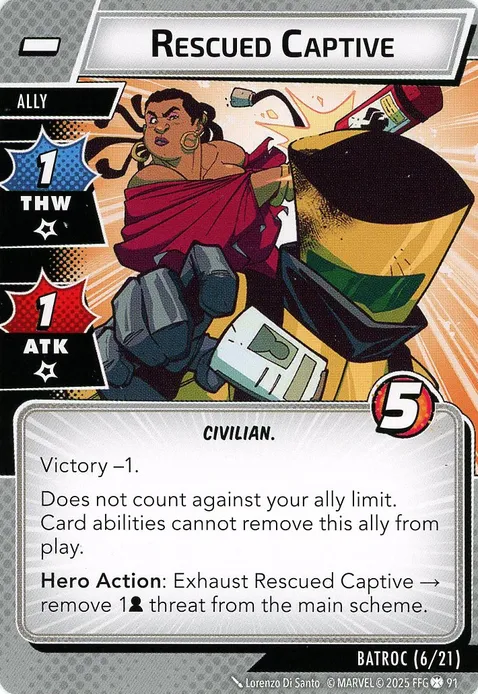 RESCUED CAPTIVE
ALLY
1
THW
1
ATK
5
CIVILIAN.
Victory –1.
Does not count against your ally limit.
Card abilities cannot remove this ally from
play.
Hero Action: Exhaust Rescued Captive →
remove 1 threat from the main scheme.
BATROC (6/21)
Lorenzo Di Santo © MARVEL © 2025 FFG 91